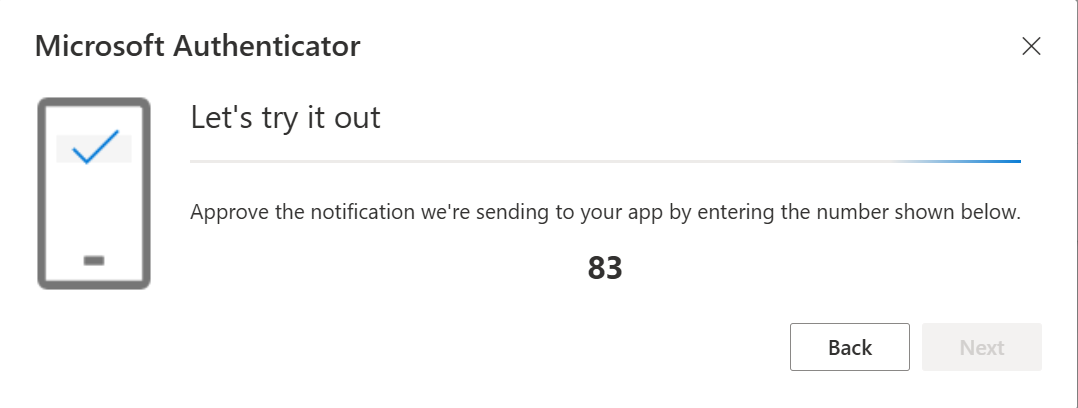 Microsoft Authenticator
Let's try it out
Approve the notification we're sending to your app by entering the number shown below.
83
Back
Next